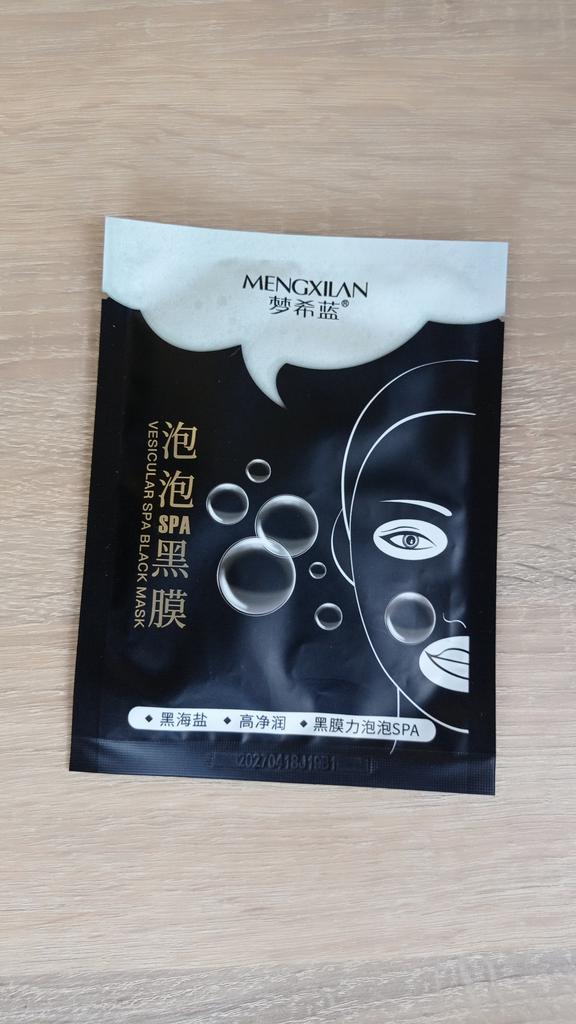 MENGXILAN
梦希蓝®
泡泡SPA黑膜
VESICULAR SPA BLACK MASK
◆ 黑海盐 ◆ 高净润 ◆ 黑膜力泡泡SPA